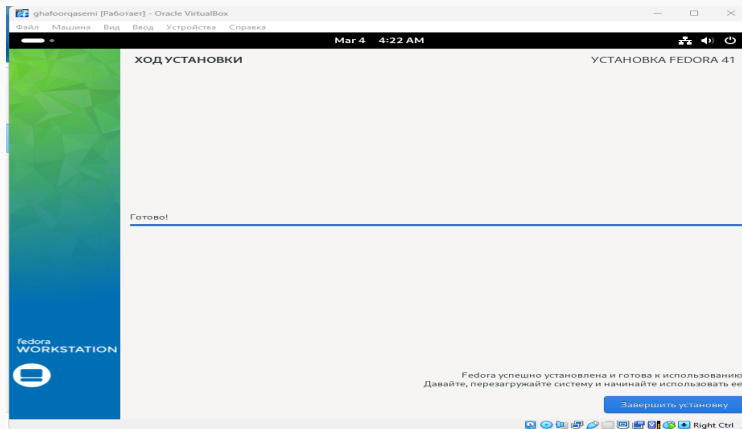 ghafoorqasemi [Работает] - Oracle VirtualBox
Файл Машина Вид Ввод Устройства Справка
Mar 4 4:22 AM
ХОД УСТАНОВКИ
УСТАНОВКА FEDORA 41
Готово!
fedora
WORKSTATION
Fedora успешно установлена и готова к использованию
Давайте, перезагружайте систему и начинайте использовать ее
Завершить установку
Right Ctrl